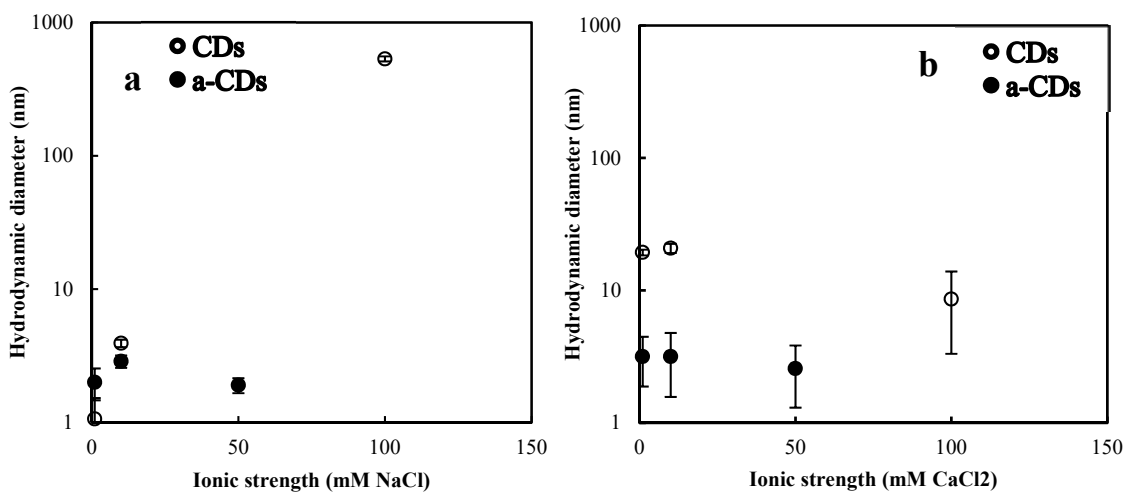 1000
100
10
1
0
50
100
150
Hydrodynamic diameter (nm)
Ionic strength (mM NaCl)
CDs
a-CDs
a
1000
100
10
1
0
50
100
150
Hydrodynamic diameter (nm)
Ionic strength (mM CaCl2)
CDs
a-CDs
b